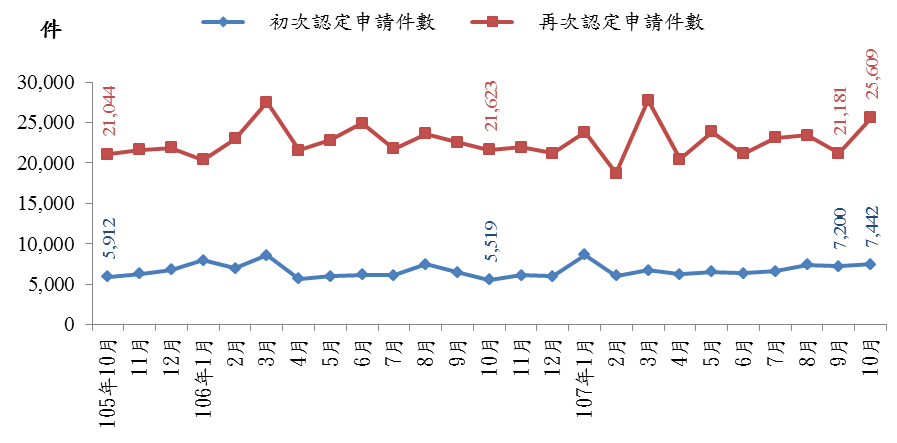 件
初次認定申請件數
再次認定申請件數
30,000
25,000
20,000
15,000
10,000
5,000
0
21,044
21,623
21,181
25,609
5,912
5,519
7,200
7,442
105年10月
11月
12月
106年1月
2月
3月
4月
5月
6月
7月
8月
9月
10月
11月
12月
107年1月
2月
3月
4月
5月
6月
7月
8月
9月
10月